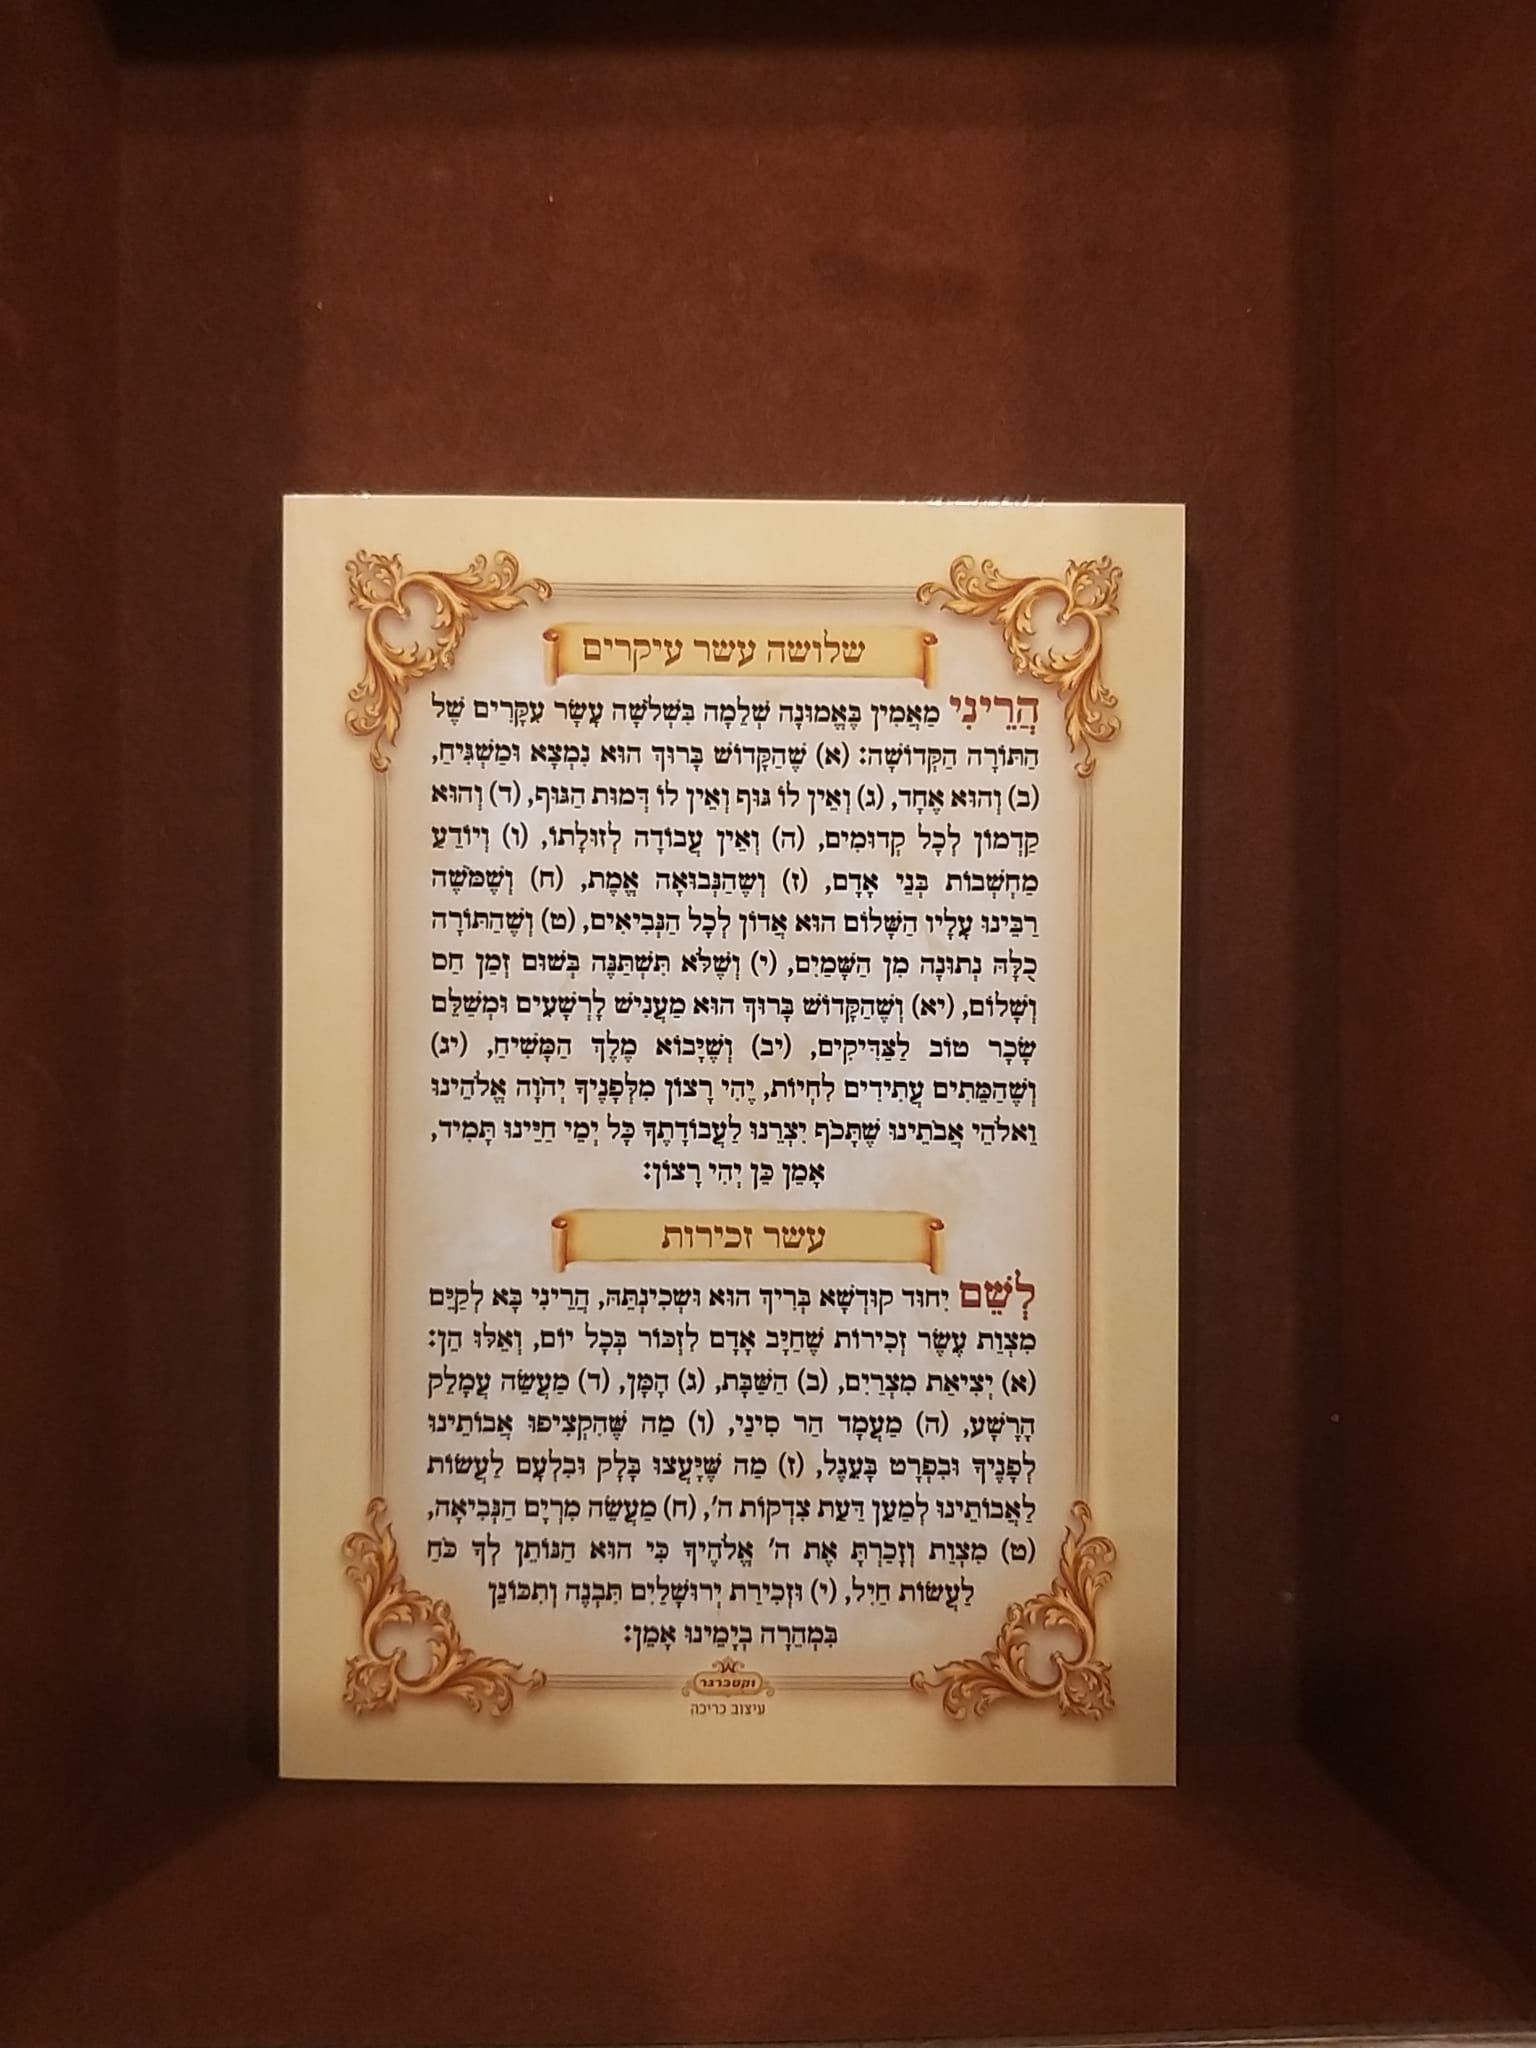 שלושה עשר עיקרים
הֲרֵינִי מַאֲמִין בֶּאֱמוּנָה שְׁלֵמָה בִּשְׁלֹשָׁה עָשָׂר עִקָּרִים שֶׁל
הַתּוֹרָה הַקְּדוֹשָׁה: (א) שֶׁהַקָּדוֹשׁ בָּרוּךְ הוּא נִמְצָא וּמַשְׁגִּיחַ,
(ב) וְהוּא אֶחָד, (ג) וְאֵין לוֹ גּוּף וְאֵין לוֹ דְּמוּת הַגּוּף, (ד) וְהוּא
קַדְמוֹן לְכָל קְדוּמִים, (ה) וְאֵין עֲבוֹדָה לְזוּלָתוֹ, (ו) וְיוֹדֵעַ
מַחְשְׁבוֹת בְּנֵי אָדָם, (ז) וְשֶׁהַנְּבוּאָה אֱמֶת, (ח) וְשֶׁמֹּשֶׁה
רַבֵּינוּ עָלָיו הַשָּׁלוֹם הוּא אֲדוֹן לְכָל הַנְּבִיאִים, (ט) וְשֶׁהַתּוֹרָה
כֻּלָּהּ נְתוּנָה מִן הַשָּׁמַיִם, (י) וְשֶׁלֹּא תִּשְׁתַּנֶּה בְּשׁוּם זְמַן חַס
וְשָׁלוֹם, (יא) וְשֶׁהַקָּדוֹשׁ בָּרוּךְ הוּא מַעֲנִישׁ לָרְשָׁעִים וּמְשַׁלֵּם
שָׂכָר טוֹב לַצַּדִּיקִים, (יב) וְשֶׁיָּבוֹא מֶלֶךְ הַמָּשִׁיחַ, (יג)
וְשֶׁהַמֵּתִים עֲתִידִים לִחְיוֹת, יְהִי רָצוֹן מִלְּפָנֶיךָ יְהֹוָה אֱלֹהֵינוּ
וֵאלֹהֵי אֲבֹתֵינוּ שֶׁתָּכֹף יִצְרֵנוּ לַעֲבוֹדָתֶךָ כָּל יְמֵי חַיֵּינוּ תָּמִיד,
אָמֵן כֵּן יְהִי רָצוֹן:
עשר זכירות
לְשֵׁם יִחוּד קוּדְשָׁא בְּרִיךְ הוּא וּשְׁכִינְתֵּהּ, הֲרֵינִי בָּא לְקַיֵּם
מִצְוַת עֶשֶׂר זְכִירוֹת שֶׁחַיָּב אָדָם לִזְכּוֹר בְּכָל יוֹם, וְאֵלּוּ הֵן:
(א) יְצִיאַת מִצְרַיִם, (ב) הַשַּׁבָּת, (ג) הַמָּן, (ד) מַעֲשֵׂה עֲמָלֵק
הָרָשָׁע, (ה) מַעֲמַד הַר סִינַי, (ו) מַה שֶּׁהִקְצִיפוּ אֲבוֹתֵינוּ
לְפָנֶיךָ וּבִפְרָט בָּעֵגֶל, (ז) מַה שֶּׁיָּעֲצוּ בָּלָק וּבִלְעָם לַעֲשׂוֹת
לַאֲבוֹתֵינוּ לְמַעַן דַּעַת צִדְקוֹת ה', (ח) מַעֲשֵׂה מִרְיָם הַנְּבִיאָה,
(ט) מִצְוַת וְזָכַרְתָּ אֶת ה' אֱלֹהֶיךָ כִּי הוּא הַנּוֹתֵן לְךָ כֹּחַ
לַעֲשׂוֹת חַיִל, (י) וּזְכִירַת יְרוּשָׁלַיִם תִּבָּנֶה וְתִכּוֹנֵן
בִּמְהֵרָה בְיָמֵינוּ אָמֵן:
וקסברגר
עיצוב כריכה